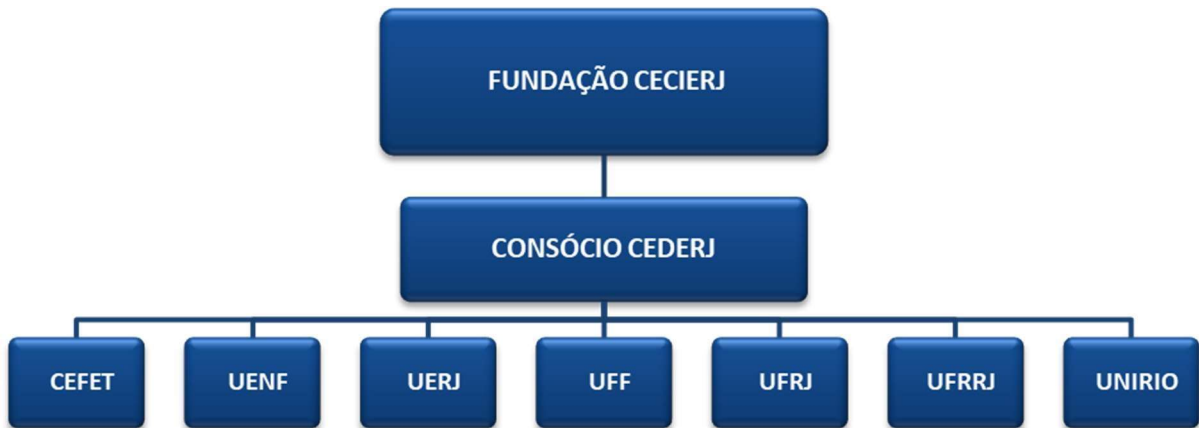 FUNDAÇÃO CECIERJ
CONSÓCIO CEDERJ
CEFET
UENF
UERJ
UFF
UFRJ
UFRRJ
UNIRIO